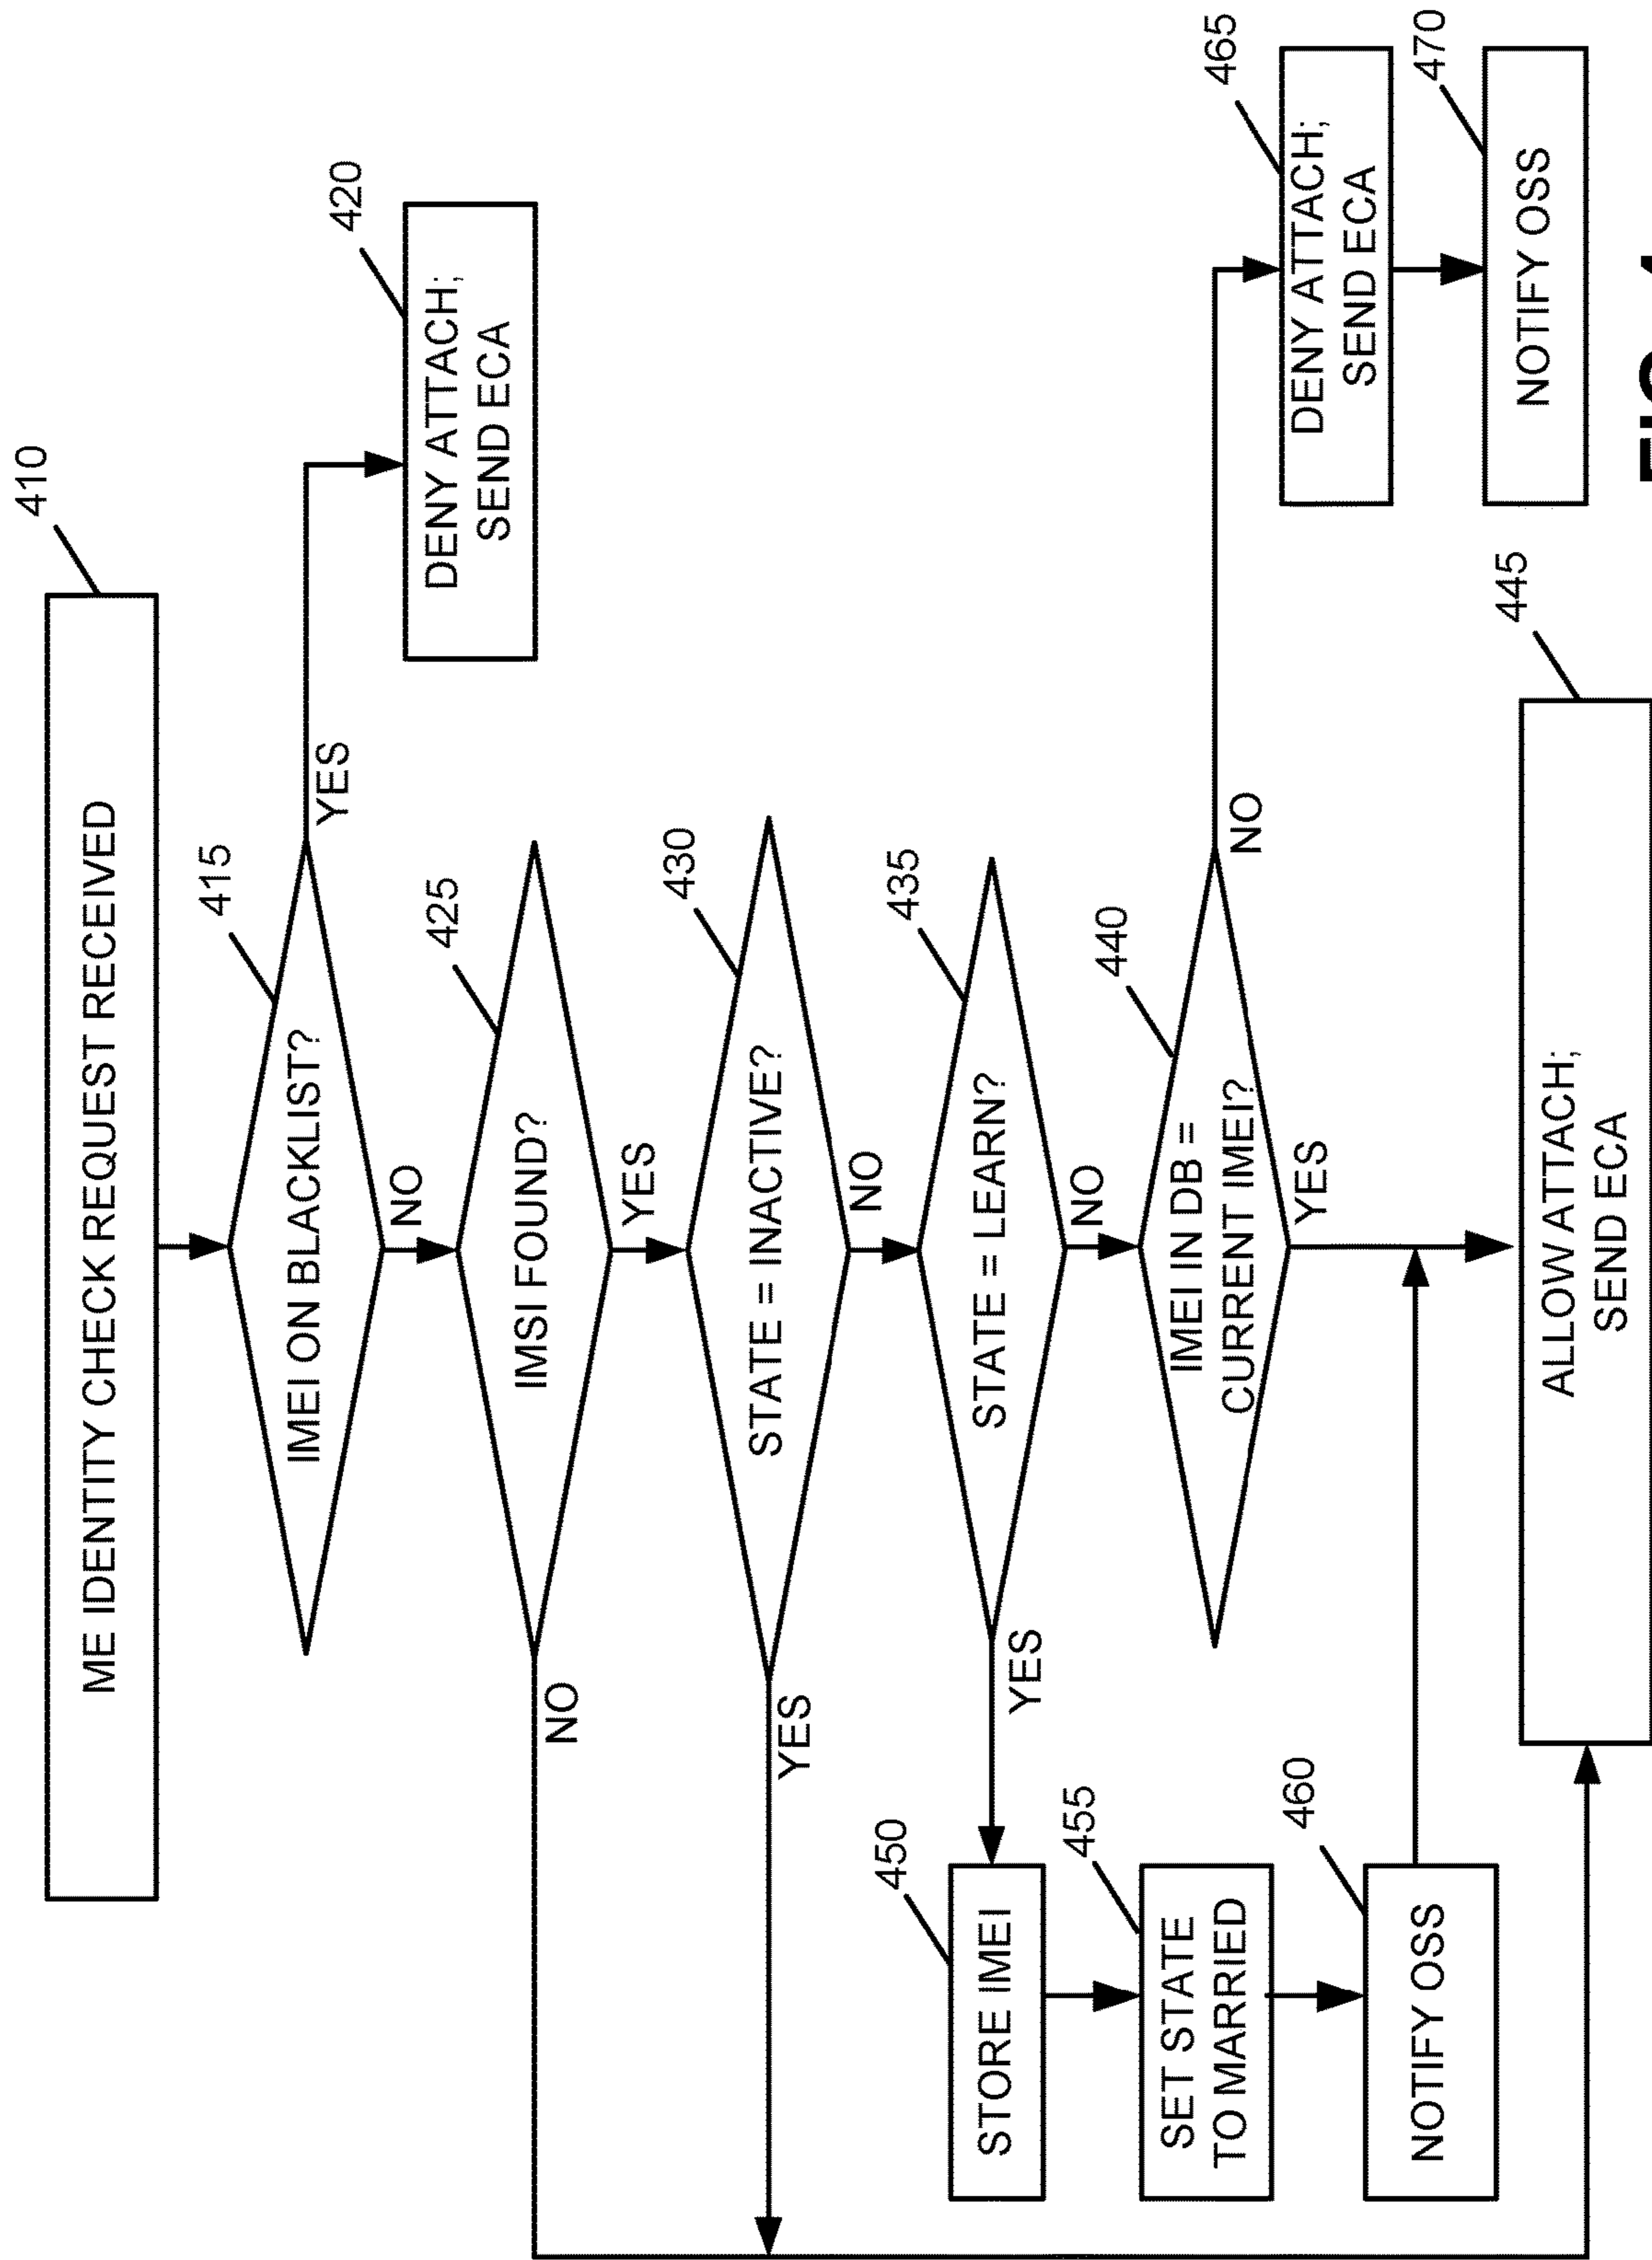 410
ME IDENTITY CHECK REQUEST RECEIVED
415
IMEI ON BLACKLIST?
YES
NO
420
DENY ATTACH;
SEND ECA
425
IMSI FOUND?
NO
YES
430
STATE = INACTIVE?
YES
NO
435
STATE = LEARN?
YES
NO
440
IMEI IN DB =
CURRENT IMEI?
NO
YES
450
STORE IMEI
455
SET STATE
TO MARRIED
460
NOTIFY OSS
465
DENY ATTACH;
SEND ECA
470
NOTIFY OSS
445
ALLOW ATTACH;
SEND ECA